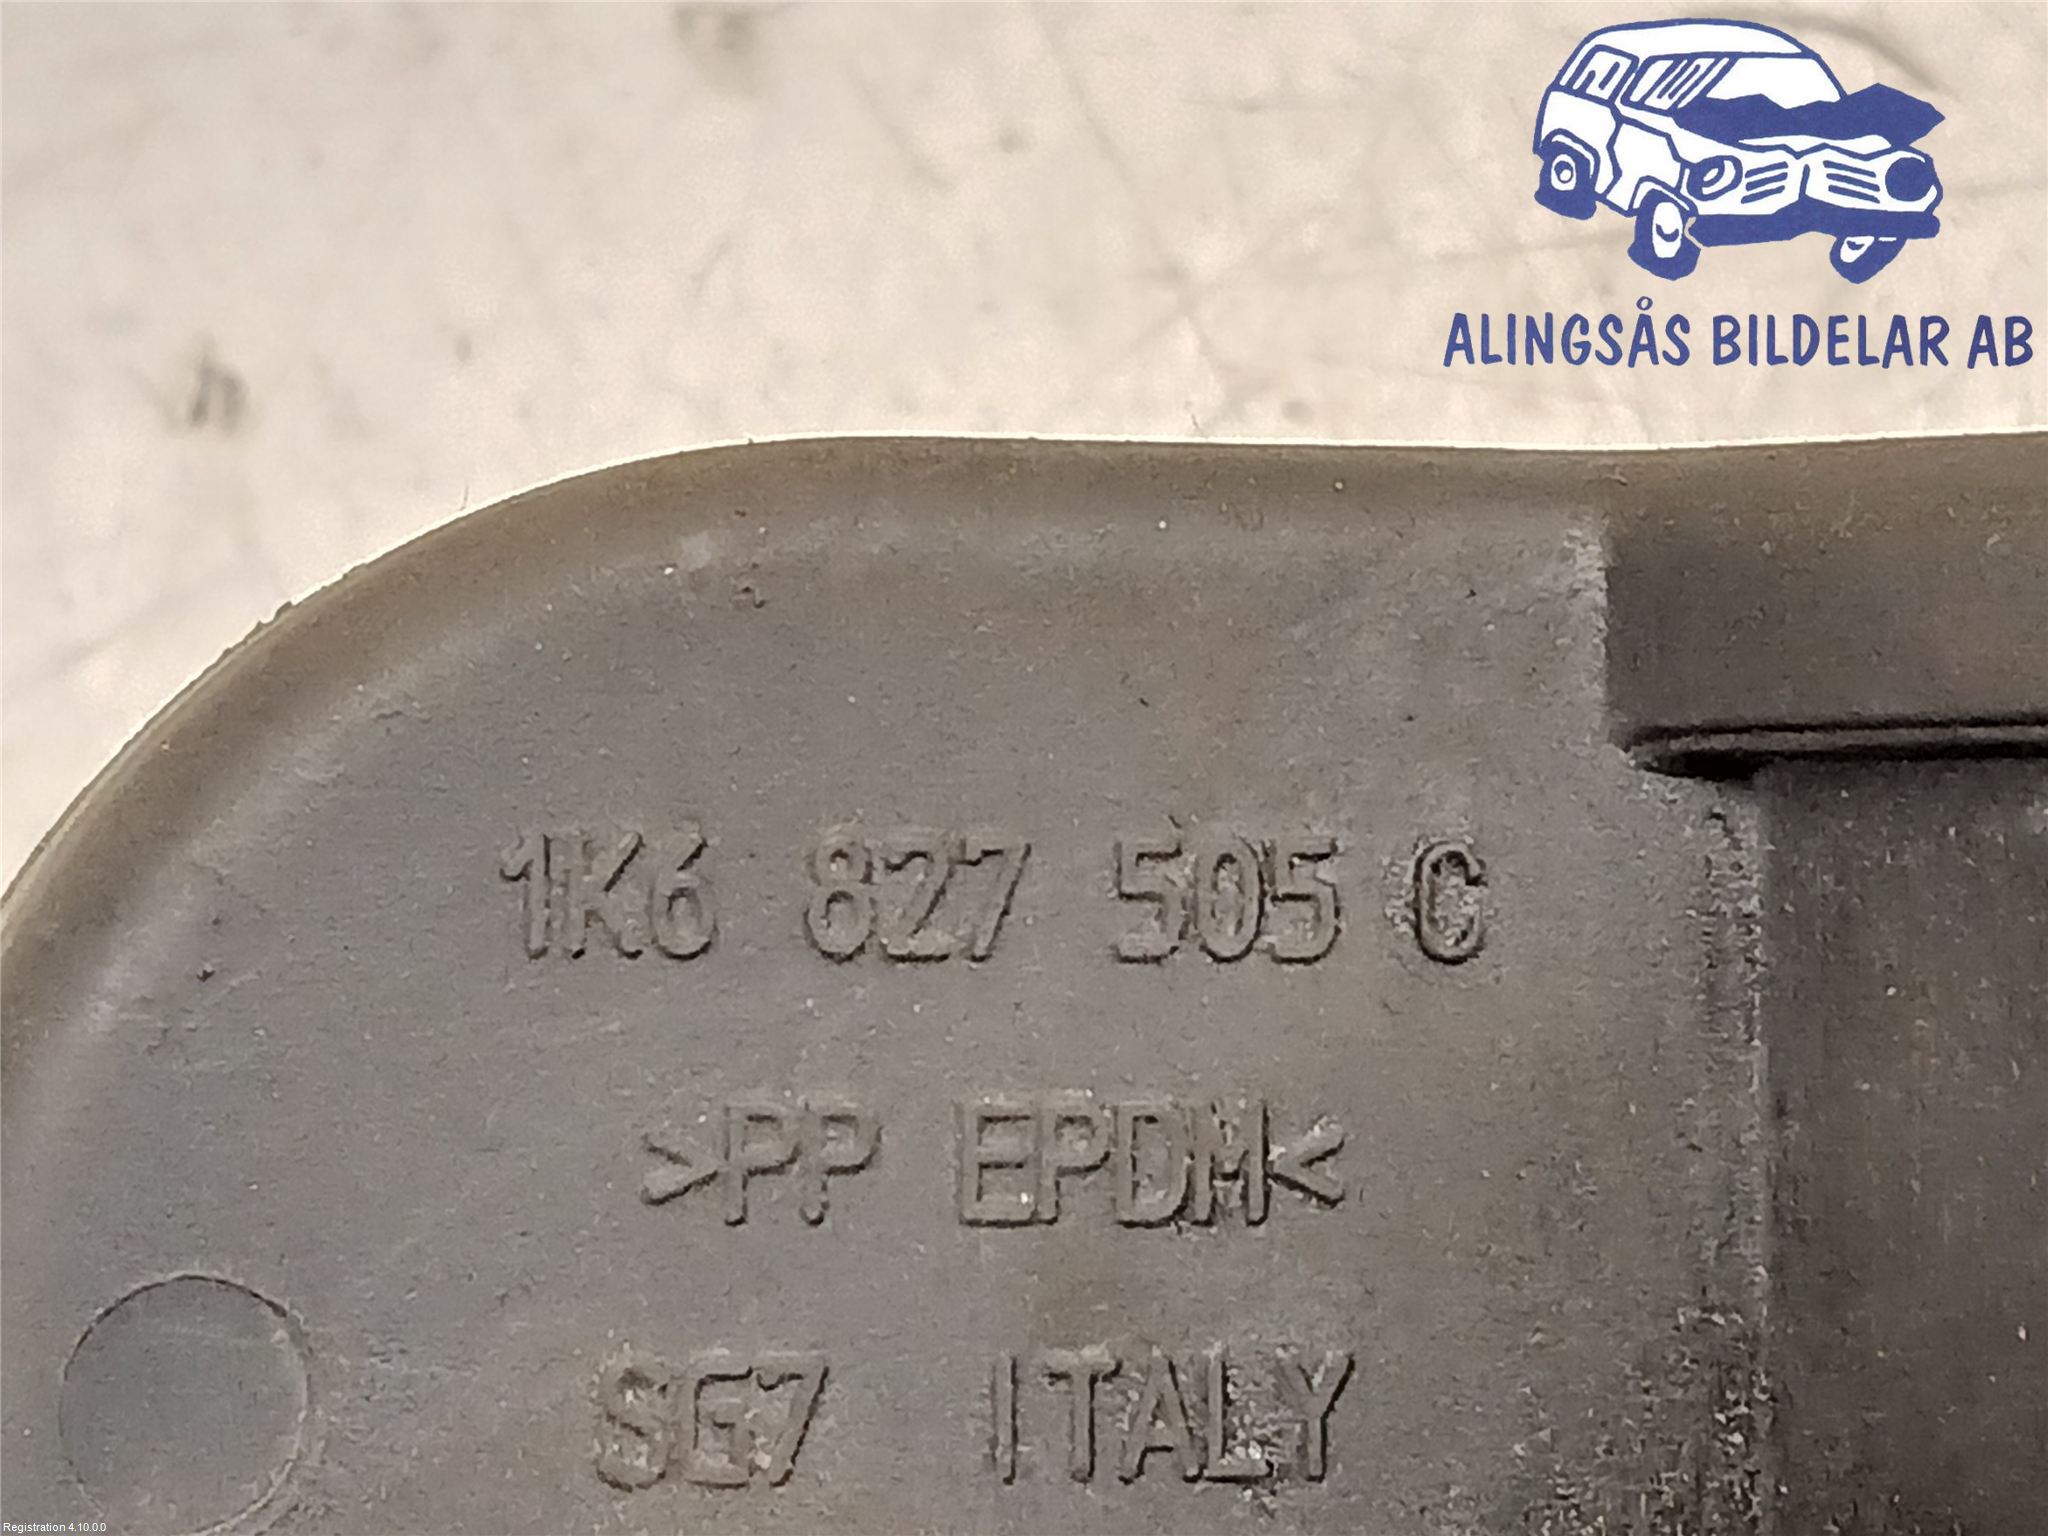 ALINGSÅS BILDELAR AB
1K6 827 505 C
>PP EPDM<
SE7 ITALY
Registration 4.10.0.0